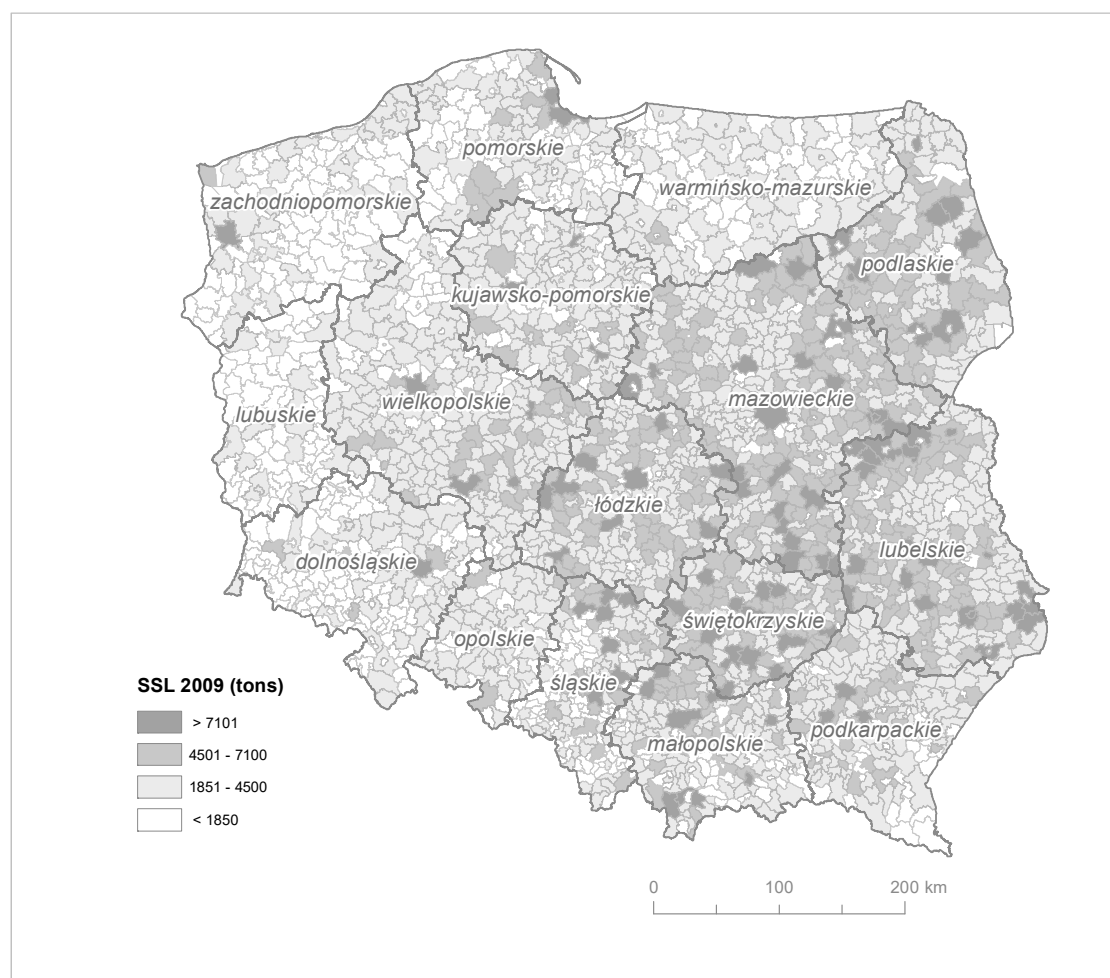 pomorskie
warmińsko-mazurskie
zachodniopomorskie
podlaskie
kujawsko-pomorskie
mazowieckie
wielkopolskie
lubuskie
łódzkie
lubelskie
dolnośląskie
świętokrzyskie
opolskie
śląskie
podkarpackie
małopolskie
SSL 2009 (tons)
> 7101
4501 - 7100
1851 - 4500
< 1850
0 100 200 km